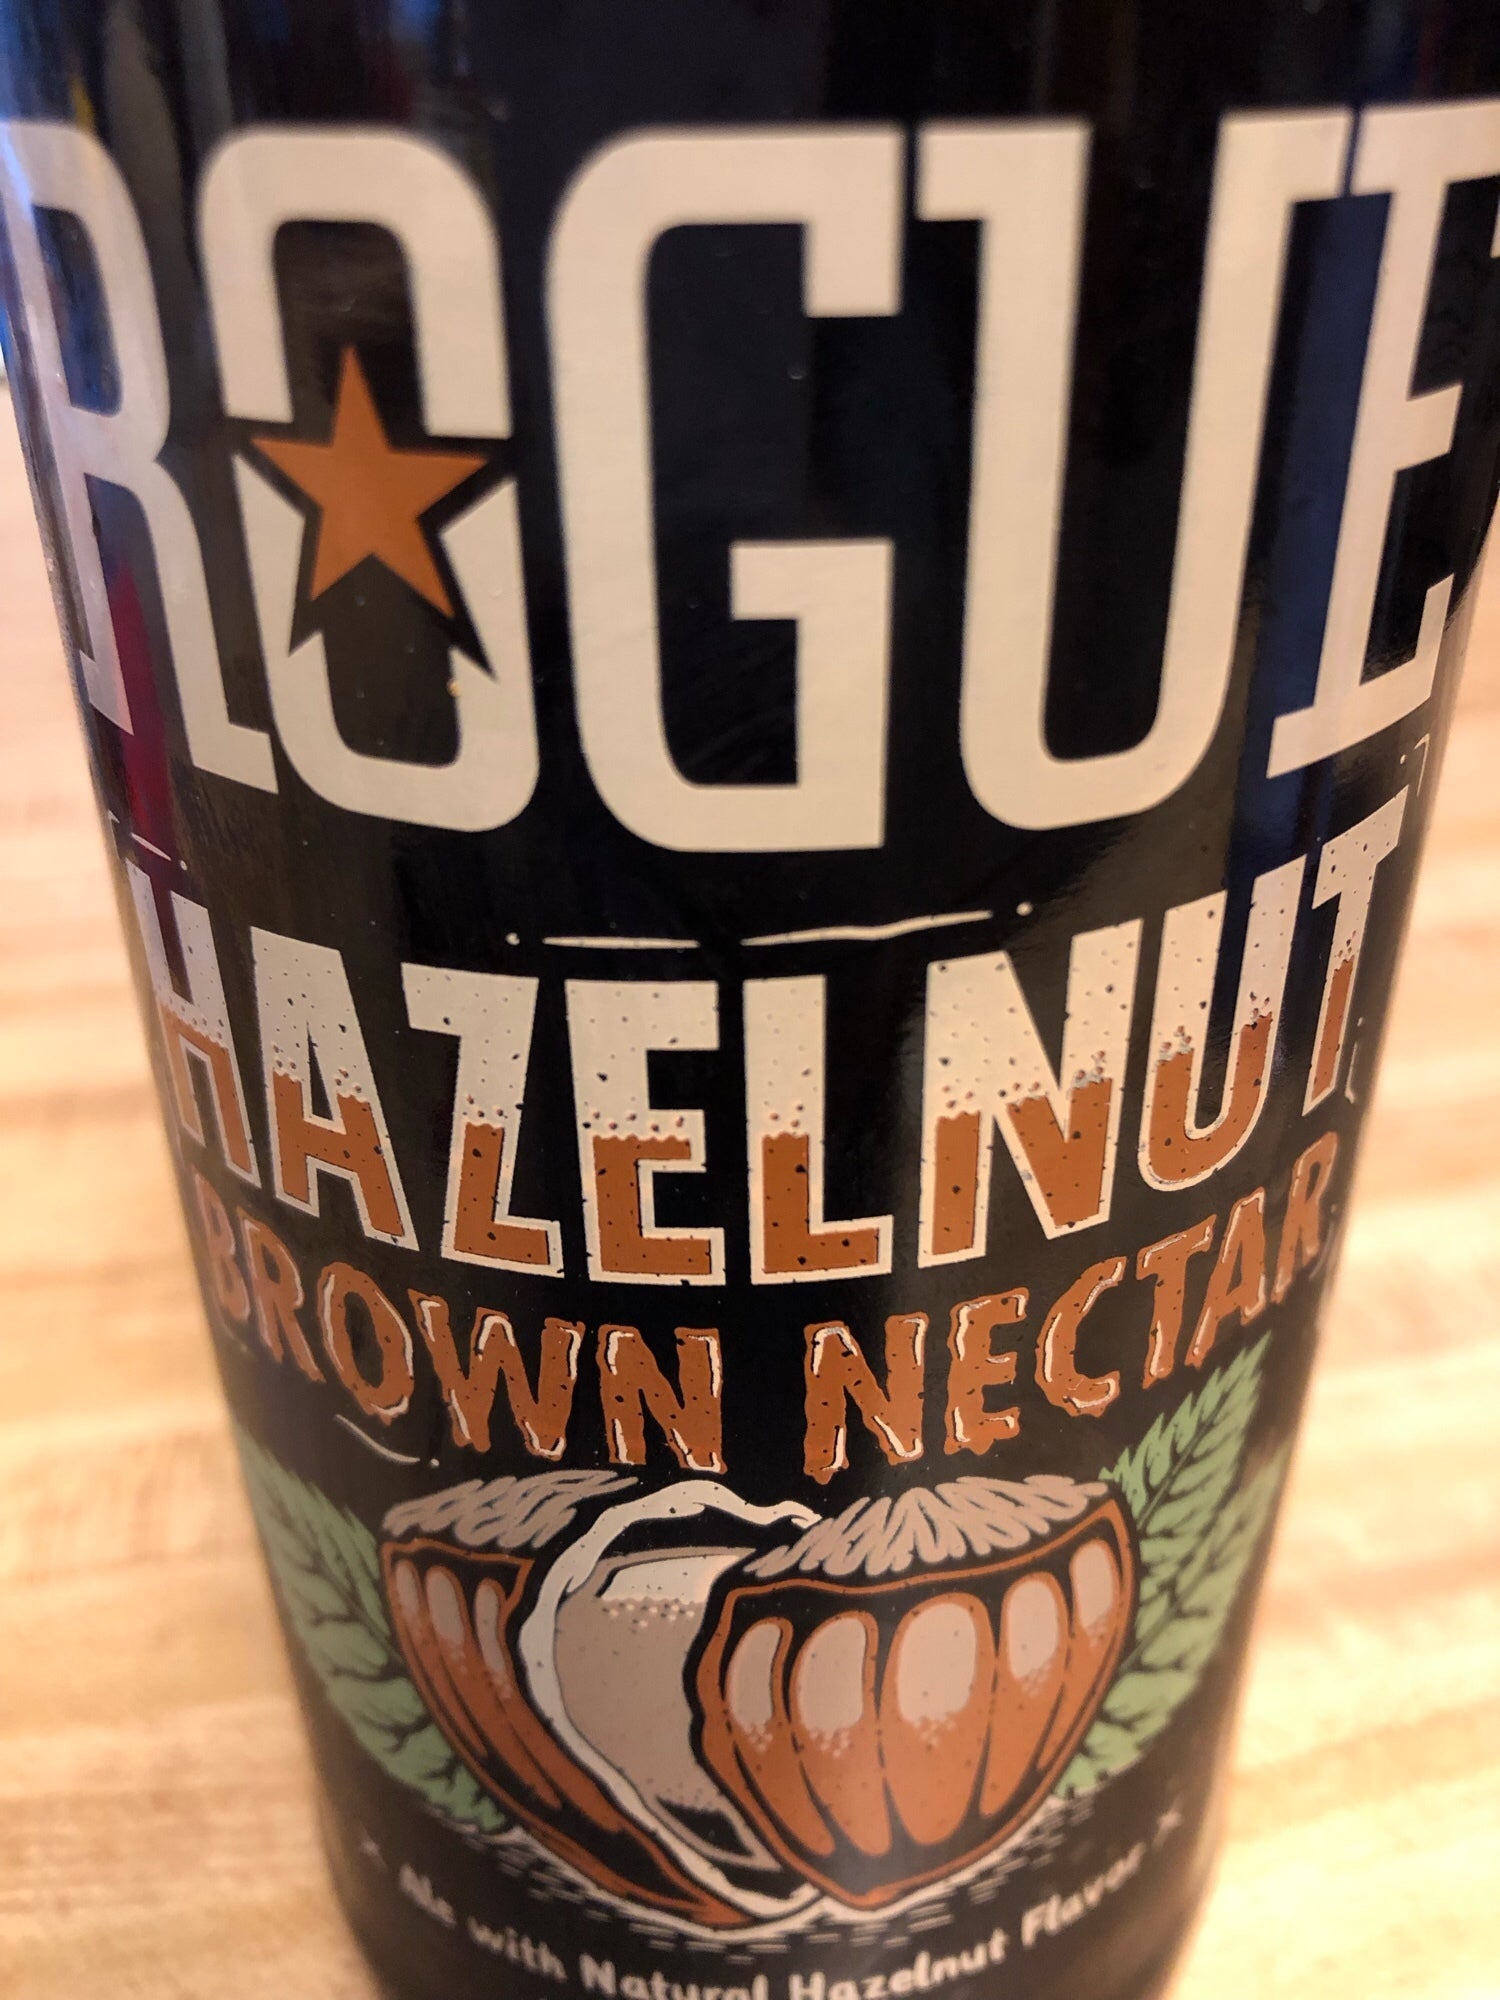 ROGUE
HAZELNUT
BROWN NECTAR
Ale with Natural Hazelnut Flavor